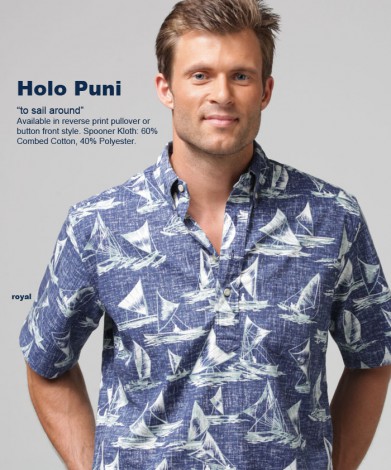 Holo Puni
“to sail around”
Available in reverse print pullover or
button front style. Spooner Kloth: 60%
Combed Cotton, 40% Polyester.
royal